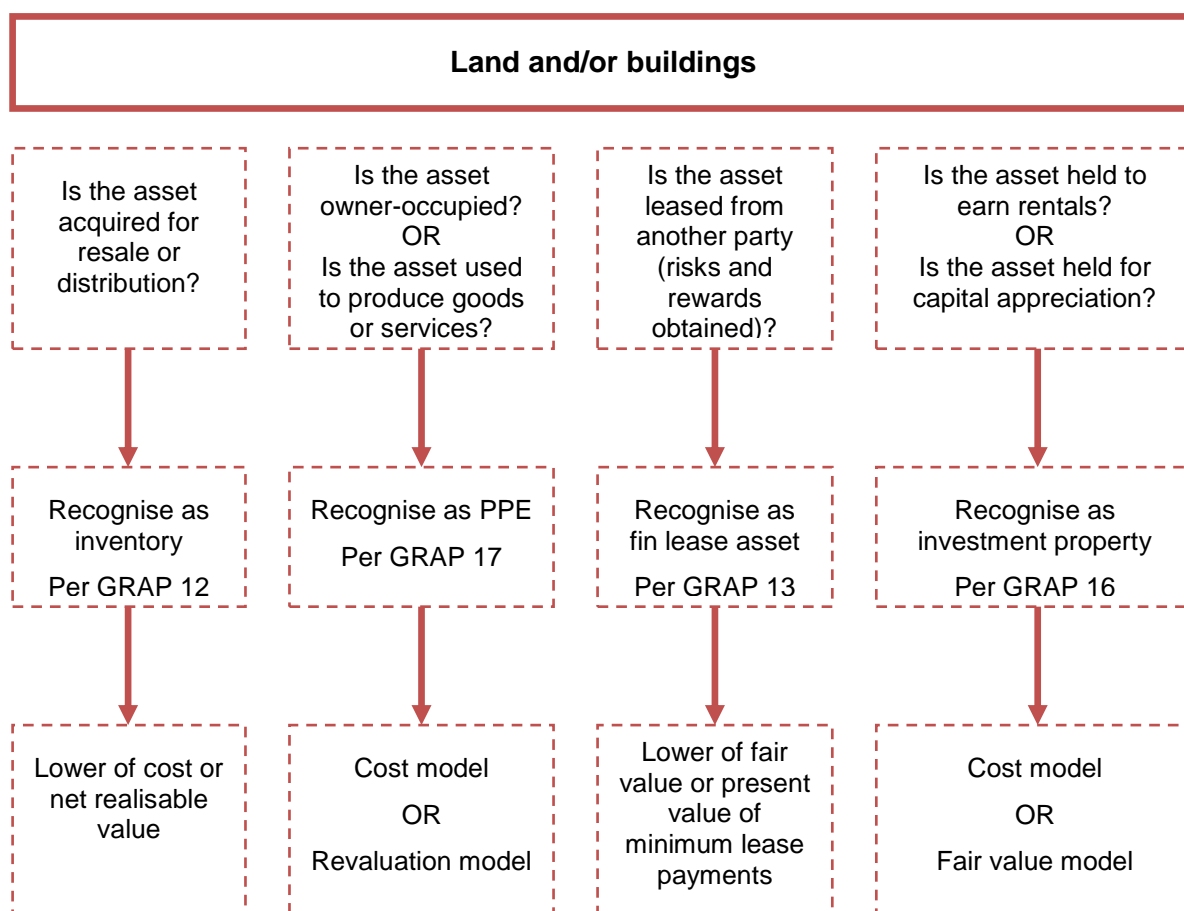 Land and/or buildings
Is the asset
acquired for
resale or
distribution?
Is the asset
owner-occupied?
OR
Is the asset used
to produce goods
or services?
Is the asset
leased from
another party
(risks and
rewards
obtained)?
Is the asset held to
earn rentals?
OR
Is the asset held for
capital appreciation?
Recognise as
inventory
Per GRAP 12
Recognise as PPE
Per GRAP 17
Recognise as
fin lease asset
Per GRAP 13
Recognise as
investment property
Per GRAP 16
Lower of cost or
net realisable
value
Cost model
OR
Revaluation model
Lower of fair
value or present
value of
minimum lease
payments
Cost model
OR
Fair value model